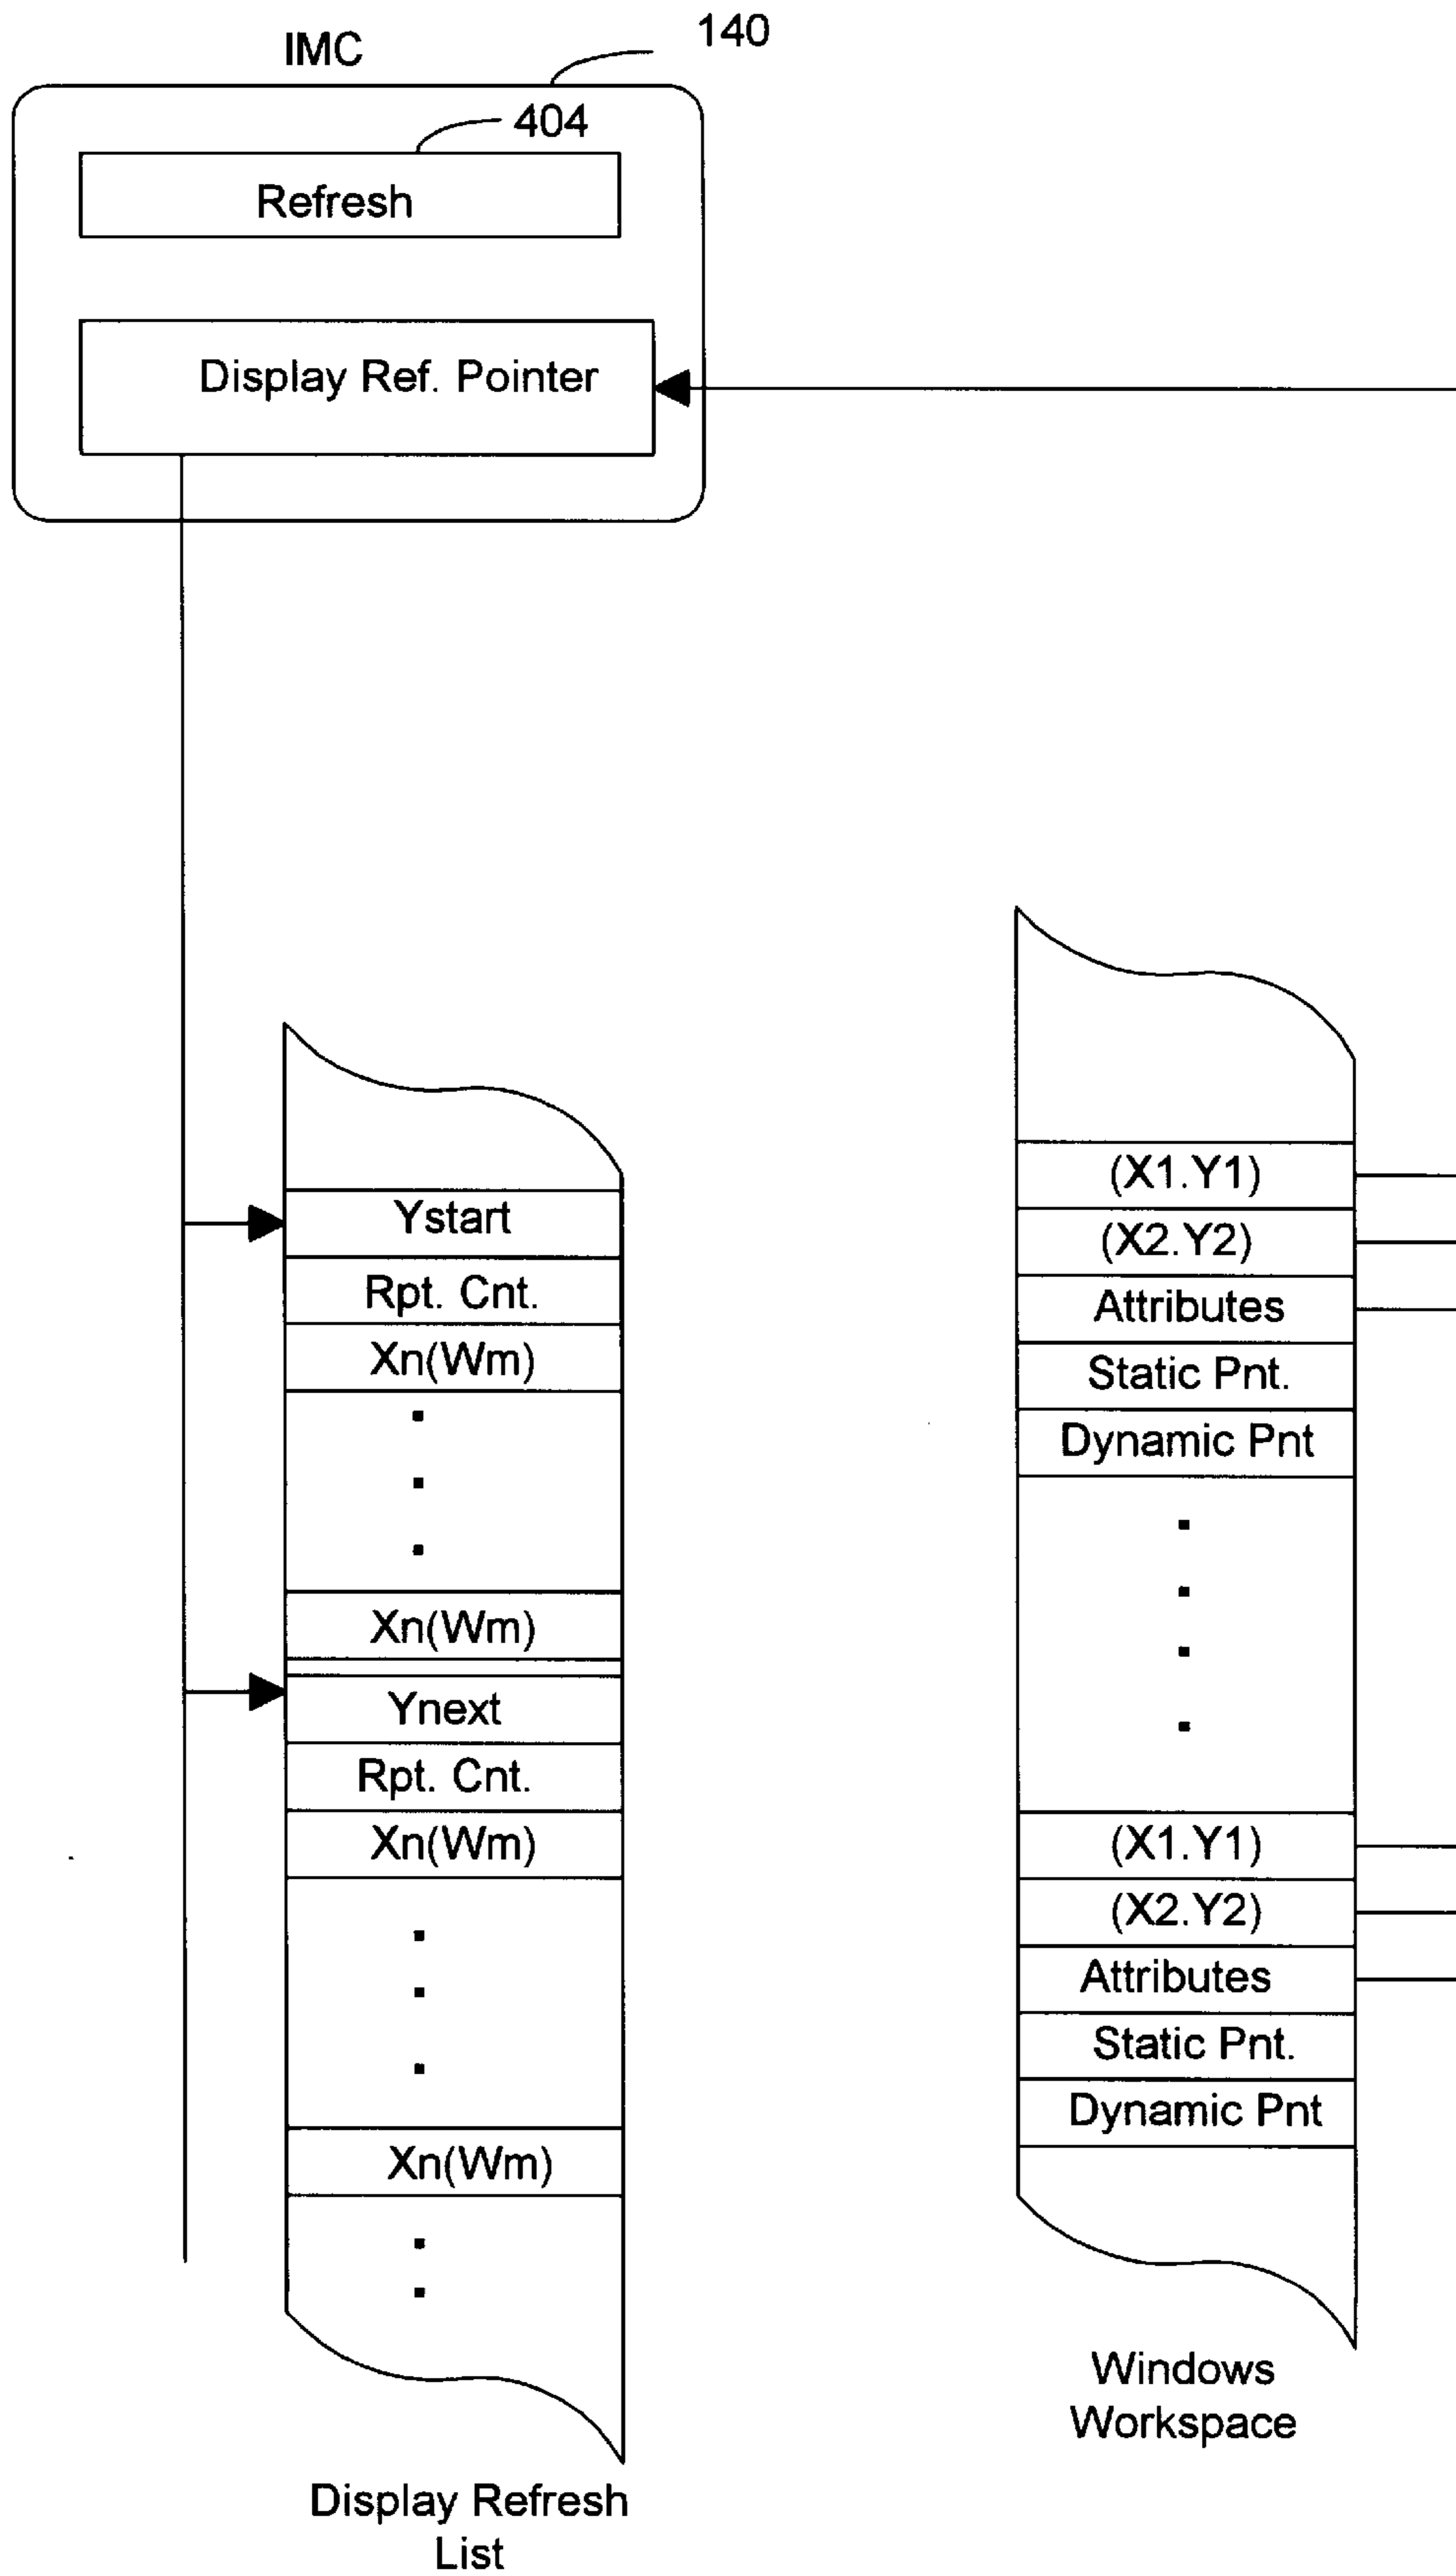 IMC
140
404
Refresh
Display Ref. Pointer
Ystart
Rpt. Cnt.
Xn(Wm)
Xn(Wm)
Ynext
Rpt. Cnt.
Xn(Wm)
Xn(Wm)
Display Refresh
List
(X1.Y1)
(X2.Y2)
Attributes
Static Pnt.
Dynamic Pnt
(X1.Y1)
(X2.Y2)
Attributes
Static Pnt.
Dynamic Pnt
Windows
Workspace